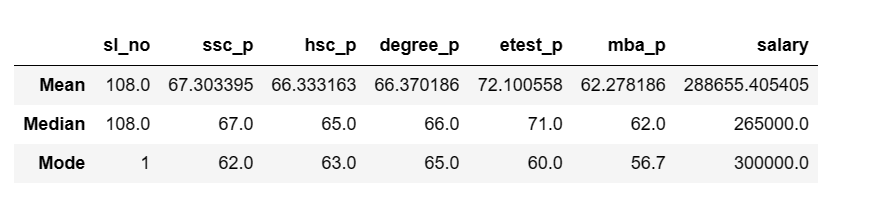 sl_no ssc_p hsc_p degree_p etest_p mba_p salary
Mean 108.0 67.303395 66.333163 66.370186 72.100558 62.278186 288655.405405
Median 108.0 67.0 65.0 66.0 71.0 62.0 265000.0
Mode 1 62.0 63.0 65.0 60.0 56.7 300000.0